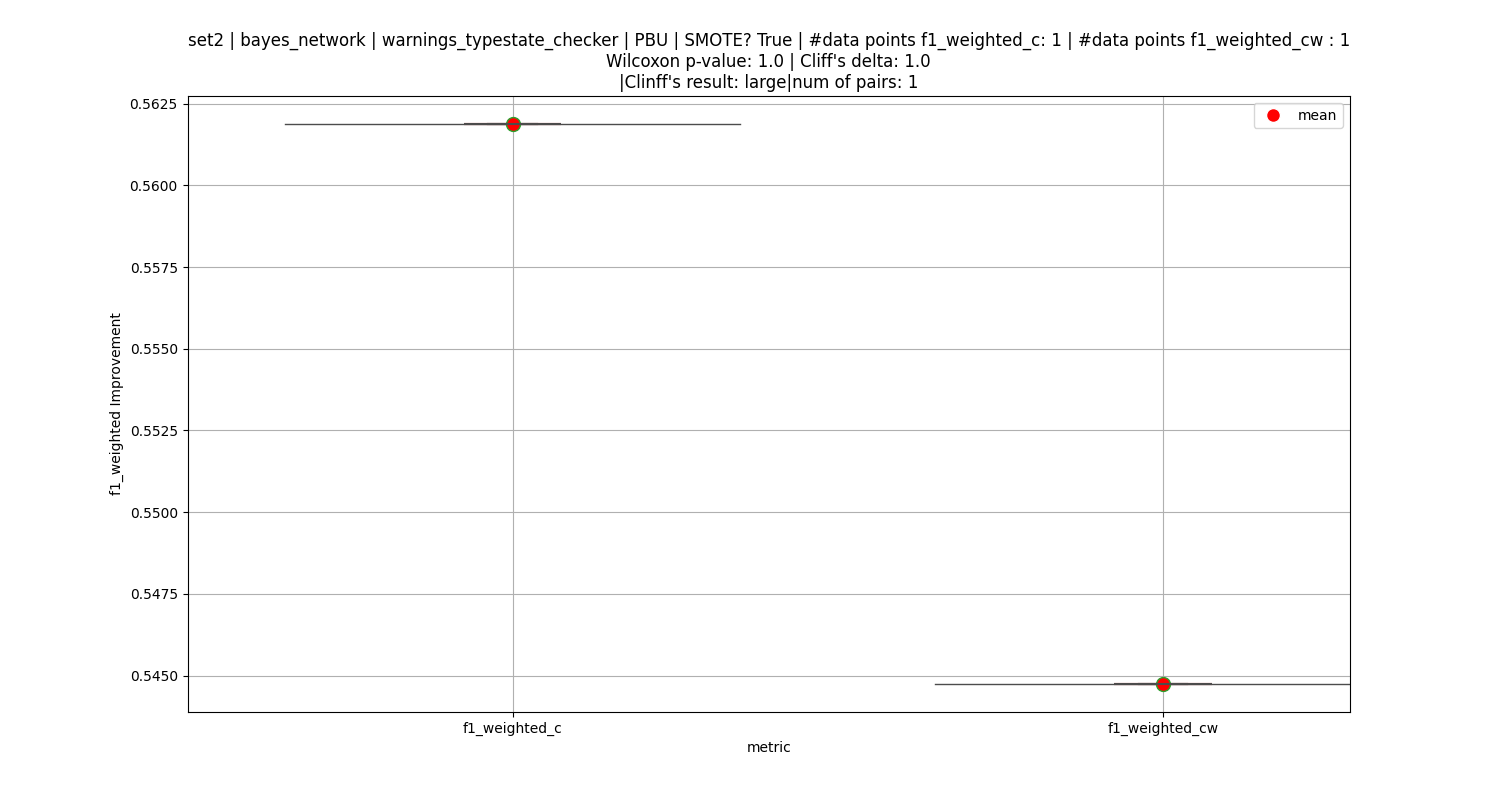 set2 | bayes_network | warnings_typestate_checker | PBU | SMOTE? True | #data points f1_weighted_c: 1 | #data points f1_weighted_cw : 1
Wilcoxon p-value: 1.0 | Cliff's delta: 1.0
|Clinff's result: large|num of pairs: 1
mean
0.5625
0.5600
0.5575
0.5550
0.5525
0.5500
0.5475
0.5450
f1_weighted Improvement
f1_weighted_c
f1_weighted_cw
metric